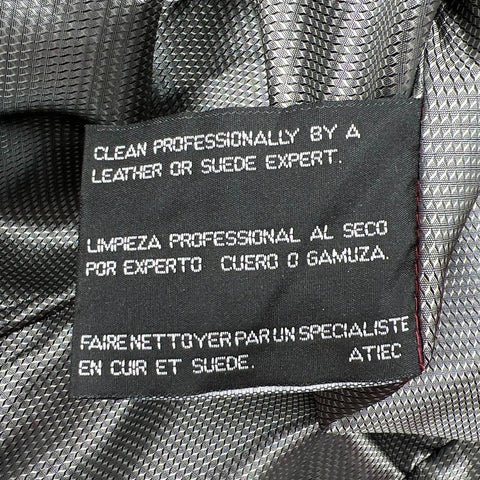 CLEAN PROFESSIONALLY BY A
LEATHER OR SUEDE EXPERT.
LIMPIEZA PROFESSIONAL AL SECO
POR EXPERTO CUERO O GAMUZA.
FAIRE NETTOYER PAR UN SPECIALISTE
EN CUIR ET SUEDE. ATIEC